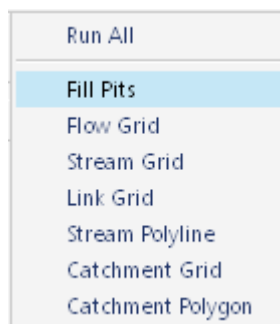 Run All
Fill Pits
Flow Grid
Stream Grid
Link Grid
Stream Polyline
Catchment Grid
Catchment Polygon